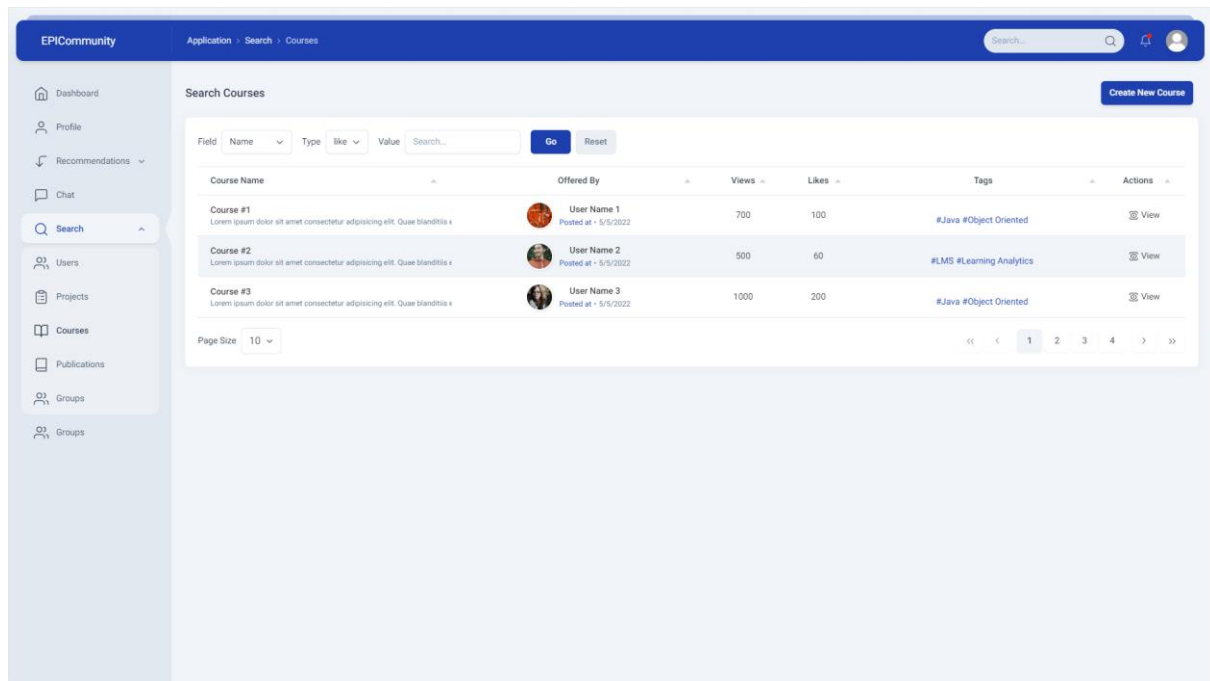 EPICommunity
Application > Search > Courses
Search...
Dashboard
Profile
Recommendations
Chat
Search
Users
Projects
Courses
Publications
Groups
Groups
Search Courses
Create New Course
Field Name Type like Value Search... Go Reset
Course Name Offered By Views Likes Tags Actions
Course #1 User Name 1 700 100 #Java #Object Oriented View
Lorem ipsum dolor sit amet consectetur adipisicing elit. Quae blanditiis e Posted at • 5/5/2022
Course #2 User Name 2 500 60 #LMS #Learning Analytics View
Lorem ipsum dolor sit amet consectetur adipisicing elit. Quae blanditiis e Posted at • 5/5/2022
Course #3 User Name 3 1000 200 #Java #Object Oriented View
Lorem ipsum dolor sit amet consectetur adipisicing elit. Quae blanditiis e Posted at • 5/5/2022
Page Size 10 << < 1 2 3 4 > >>